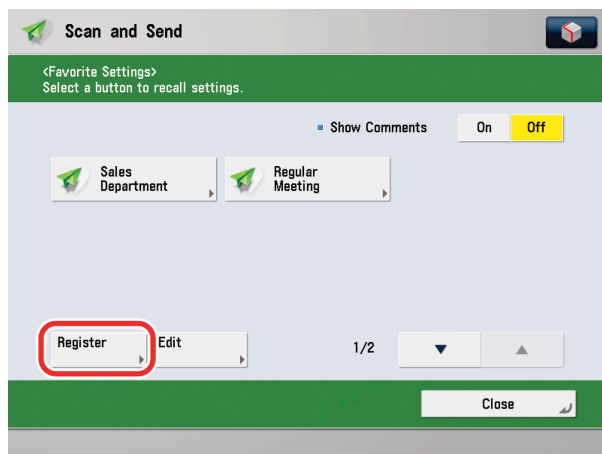 Scan and Send
<Favorite Settings>
Select a button to recall settings.
Show Comments On Off
Sales
Department
Regular
Meeting
Register Edit 1/2
Close